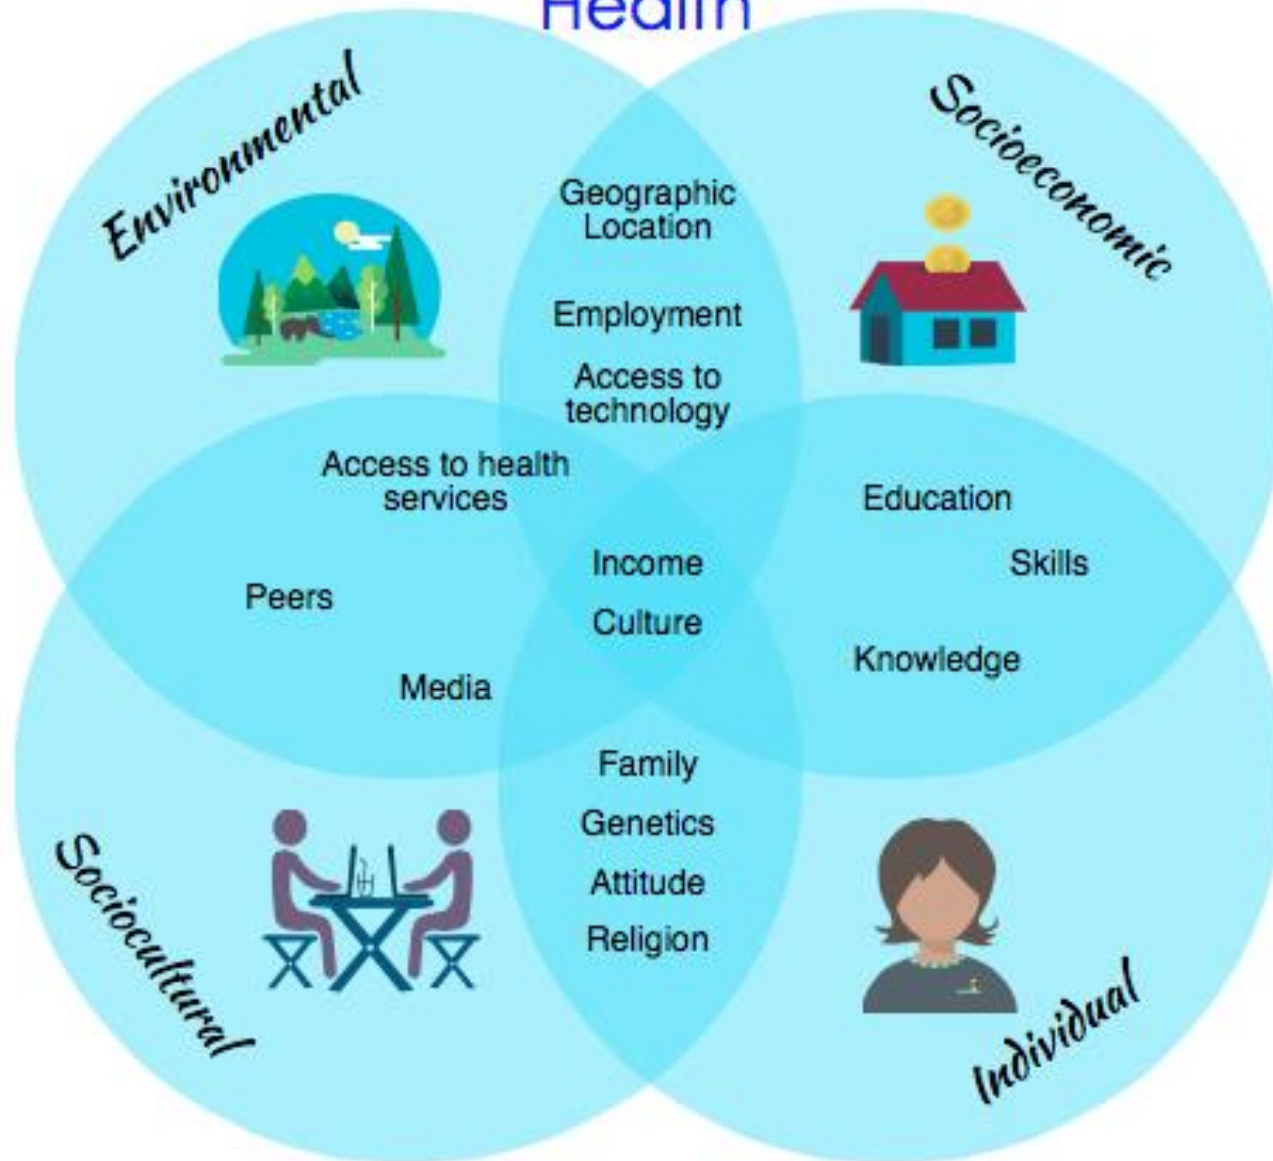 Health
Environmental
Socioeconomic
Geographic
Location
Employment
Access to
technology
Access to health
services
Education
Income
Skills
Peers
Culture
Knowledge
Media
Family
Genetics
Attitude
Religion
Sociocultural
Individual